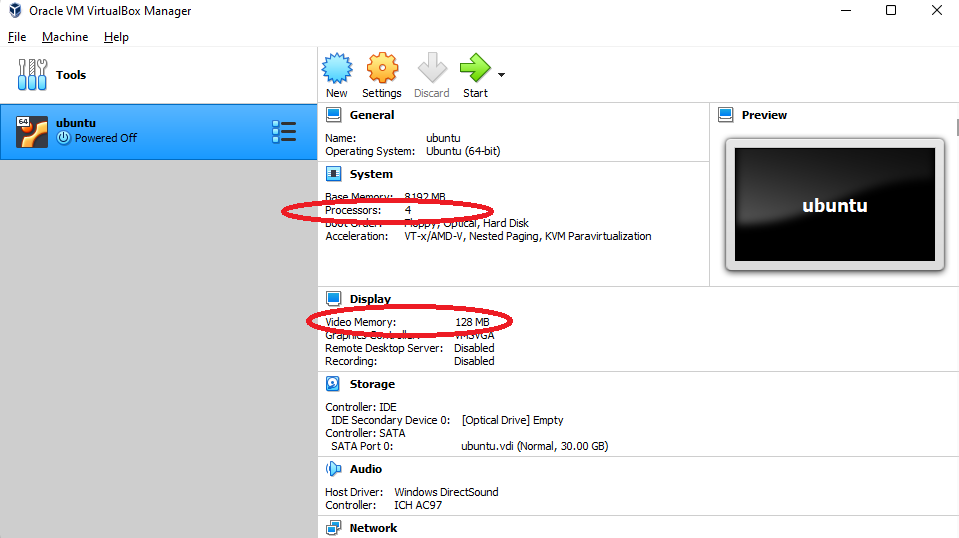 Oracle VM VirtualBox Manager
File Machine Help
Tools
64
ubuntu
Powered Off
New Settings Discard Start
General
Name: ubuntu
Operating System: Ubuntu (64-bit)
System
Base Memory: 8192 MB
Processors: 4
Boot Order: Floppy, Optical, Hard Disk
Acceleration: VT-x/AMD-V, Nested Paging, KVM Paravirtualization
Preview
ubuntu
Display
Video Memory: 128 MB
Graphics Controller: VMSVGA
Remote Desktop Server: Disabled
Recording: Disabled
Storage
Controller: IDE
IDE Secondary Device 0: [Optical Drive] Empty
Controller: SATA
SATA Port 0: ubuntu.vdi (Normal, 30.00 GB)
Audio
Host Driver: Windows DirectSound
Controller: ICH AC97
Network